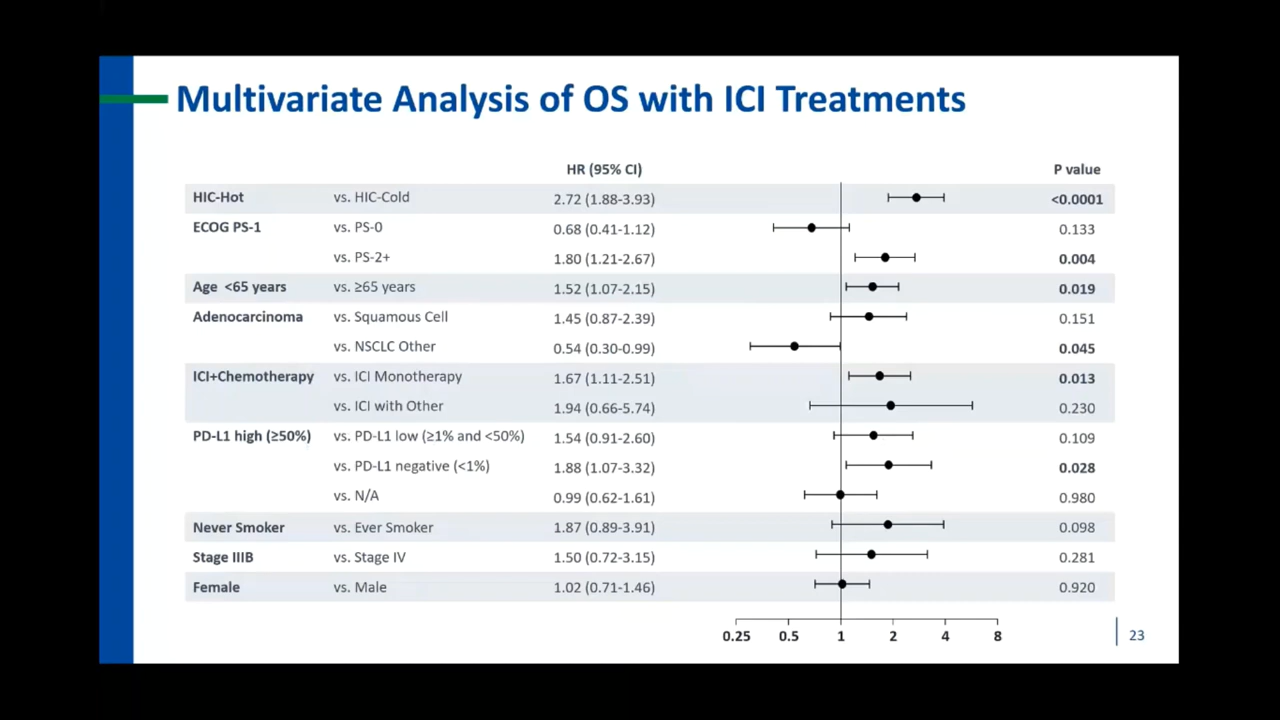 Multivariate Analysis of OS with ICI Treatments
HR (95% CI) P value
HIC-Hot vs. HIC-Cold 2.72 (1.88-3.93) <0.0001
ECOG PS-1 vs. PS-0 0.68 (0.41-1.12) 0.133
vs. PS-2+ 1.80 (1.21-2.67) 0.004
Age <65 years vs. ≥65 years 1.52 (1.07-2.15) 0.019
Adenocarcinoma vs. Squamous Cell 1.45 (0.87-2.39) 0.151
vs. NSCLC Other 0.54 (0.30-0.99) 0.045
ICI+Chemotherapy vs. ICI Monotherapy 1.67 (1.11-2.51) 0.013
vs. ICI with Other 1.94 (0.66-5.74) 0.230
PD-L1 high (≥50%) vs. PD-L1 low (≥1% and <50%) 1.54 (0.91-2.60) 0.109
vs. PD-L1 negative (<1%) 1.88 (1.07-3.32) 0.028
vs. N/A 0.99 (0.62-1.61) 0.980
Never Smoker vs. Ever Smoker 1.87 (0.89-3.91) 0.098
Stage IIIB vs. Stage IV 1.50 (0.72-3.15) 0.281
Female vs. Male 1.02 (0.71-1.46) 0.920
0.25 0.5 1 2 4 8
23